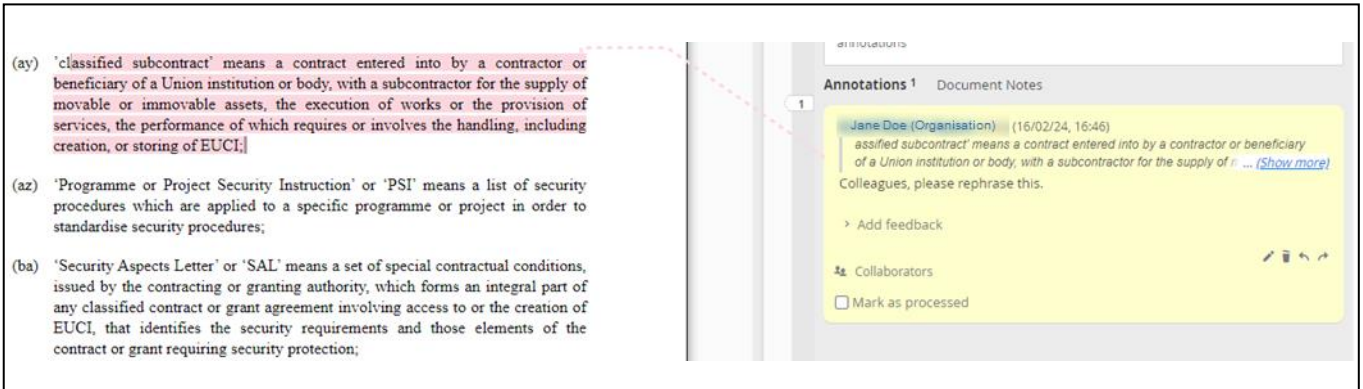 (ay) 'classified subcontract' means a contract entered into by a contractor or
beneficiary of a Union institution or body, with a subcontractor for the supply of
movable or immovable assets, the execution of works or the provision of
services, the performance of which requires or involves the handling, including
creation, or storing of EUCI;
(az) 'Programme or Project Security Instruction' or 'PSI' means a list of security
procedures which are applied to a specific programme or project in order to
standardise security procedures;
(ba) 'Security Aspects Letter' or 'SAL' means a set of special contractual conditions,
issued by the contracting or granting authority, which forms an integral part of
any classified contract or grant agreement involving access to or the creation of
EUCI, that identifies the security requirements and those elements of the
contract or grant requiring security protection;
annotations
Annotations 1 Document Notes
1
Jane Doe (Organisation) (16/02/24, 16:46)
assified subcontract' means a contract entered into by a contractor or beneficiary
of a Union institution or body, with a subcontractor for the supply of ... (Show more)
Colleagues, please rephrase this.
> Add feedback
Collaborators
Mark as processed